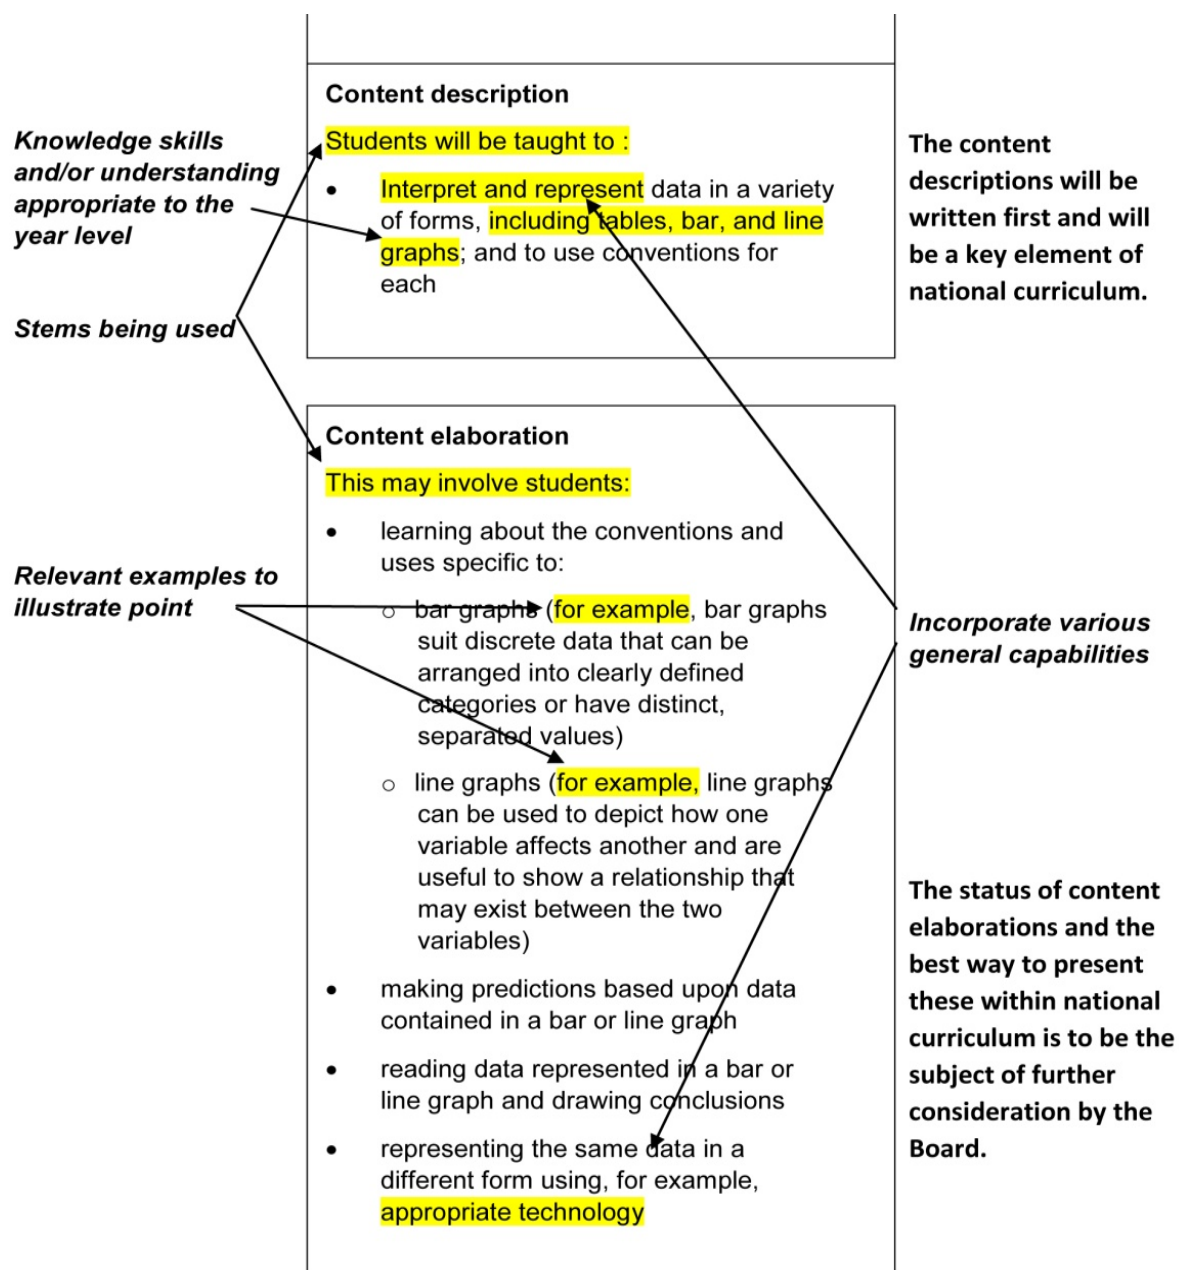 Content description
Knowledge skills
and/or understanding
appropriate to the
year level
Students will be taught to :
• Interpret and represent data in a variety
of forms, including tables, bar, and line
graphs; and to use conventions for
each
The content
descriptions will be
written first and will
be a key element of
national curriculum.
Stems being used
Content elaboration
This may involve students:
• learning about the conventions and
uses specific to:
Relevant examples to
illustrate point
o bar graphs (for example, bar graphs
suit discrete data that can be
arranged into clearly defined
categories or have distinct,
separated values)
Incorporate various
general capabilities
o line graphs (for example, line graphs
can be used to depict how one
variable affects another and are
useful to show a relationship that
may exist between the two
variables)
• making predictions based upon data
contained in a bar or line graph
• reading data represented in a bar or
line graph and drawing conclusions
• representing the same data in a
different form using, for example,
appropriate technology
The status of content
elaborations and the
best way to present
these within national
curriculum is to be the
subject of further
consideration by the
Board.